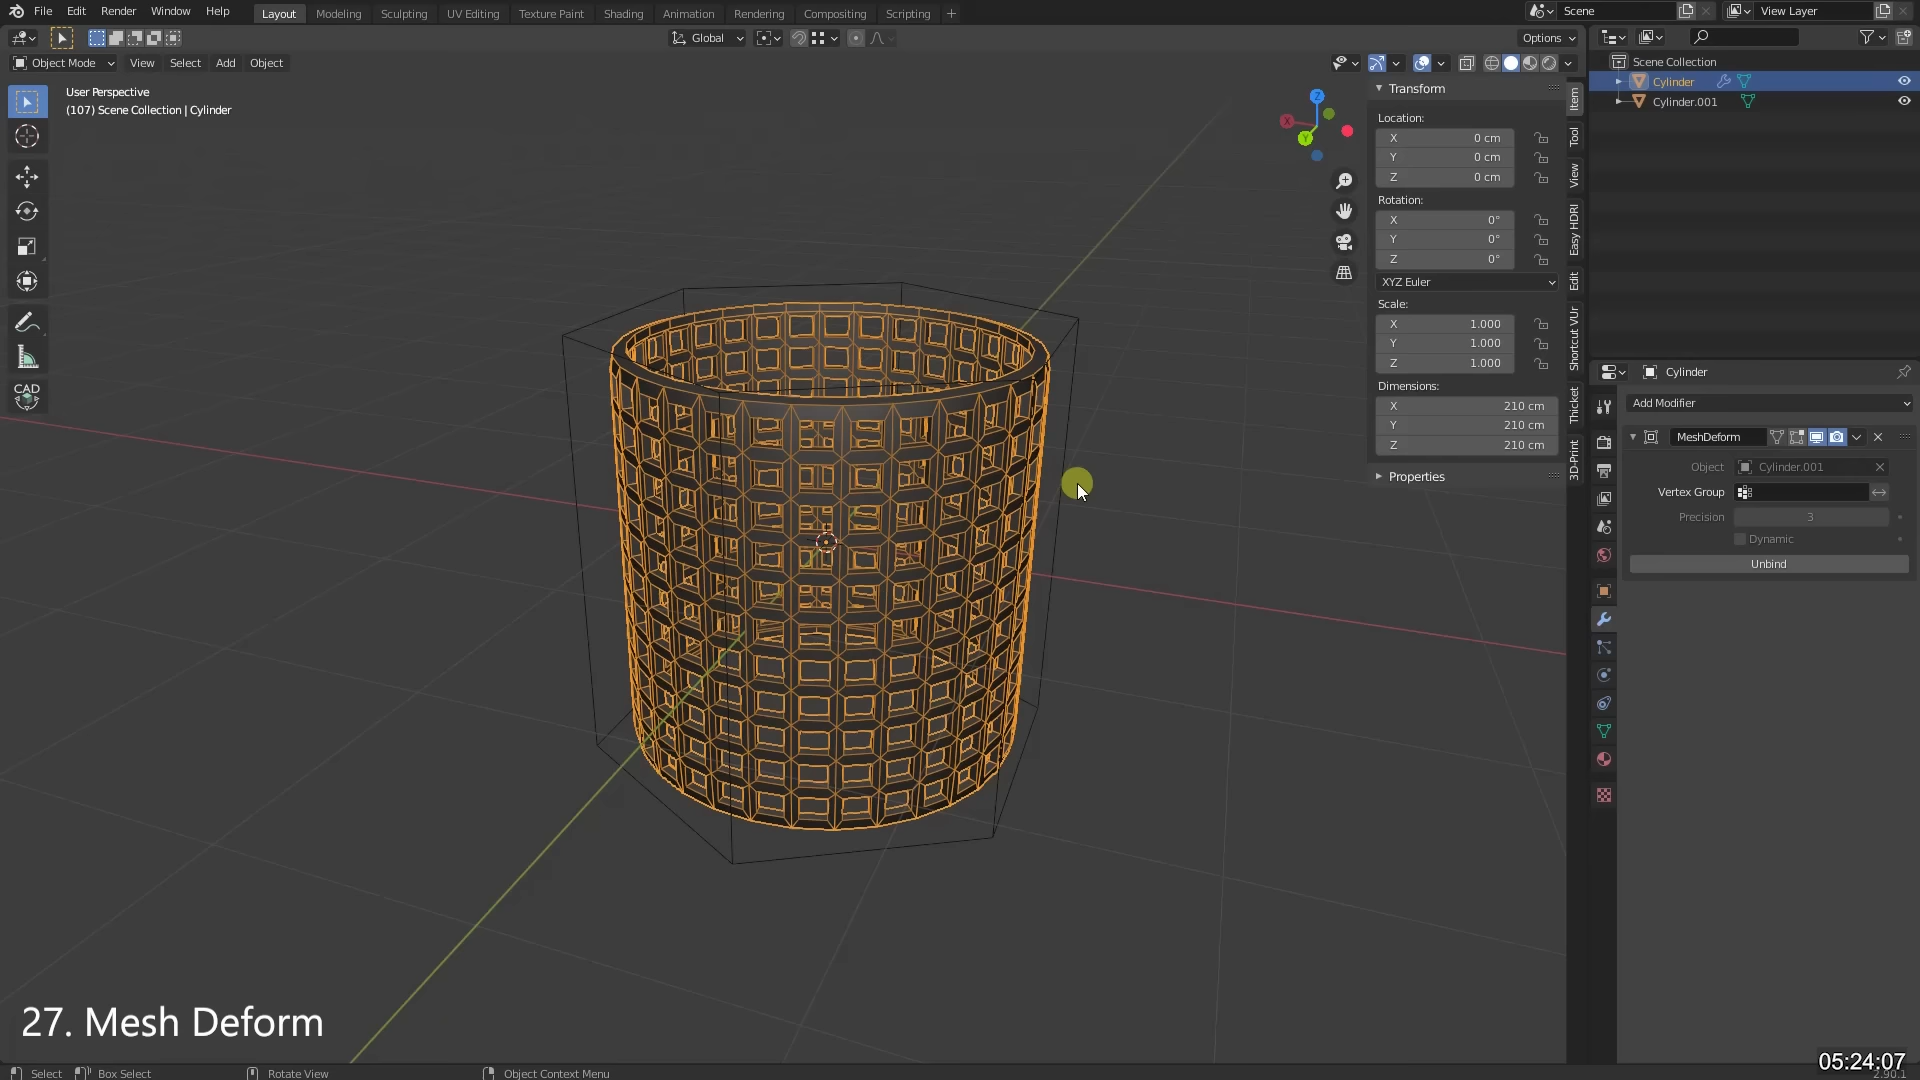 File Edit Render Window Help Layout Modeling Sculpting UV Editing Texture Paint Shading Animation Rendering Compositing Scripting + Scene View Layer
Global Options
Object Mode View Select Add Object
User Perspective
(107) Scene Collection | Cylinder
CAD
Z
X
Y
Transform
Location:
X 0 cm
Y 0 cm
Z 0 cm
Rotation:
X 0°
Y 0°
Z 0°
XYZ Euler
Scale:
X 1.000
Y 1.000
Z 1.000
Dimensions:
X 210 cm
Y 210 cm
Z 210 cm
Properties
Item
Tool
View
Easy HDRI
Edit
Shortcut VUr
Thicket
3D-Print
Scene Collection
Cylinder
Cylinder.001
Cylinder
Add Modifier
MeshDeform
Object Cylinder.001
Vertex Group
Precision 3
Dynamic
Unbind
27. Mesh Deform
05:24:07
Select Box Select Rotate View Object Context Menu
2.90.1